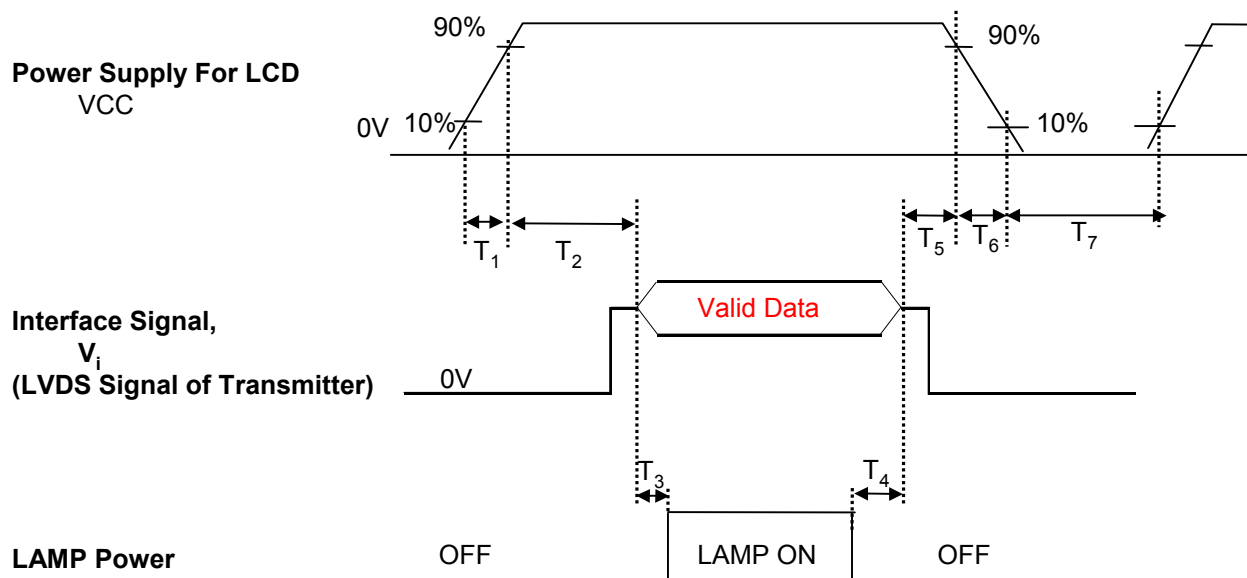 90%
90%
Power Supply For LCD
VCC
0V 10%
10%
T1
T2
T5
T6
T7
Valid Data
Interface Signal,
Vi
(LVDS Signal of Transmitter)
0V
T3
T4
LAMP Power
OFF
LAMP ON
OFF